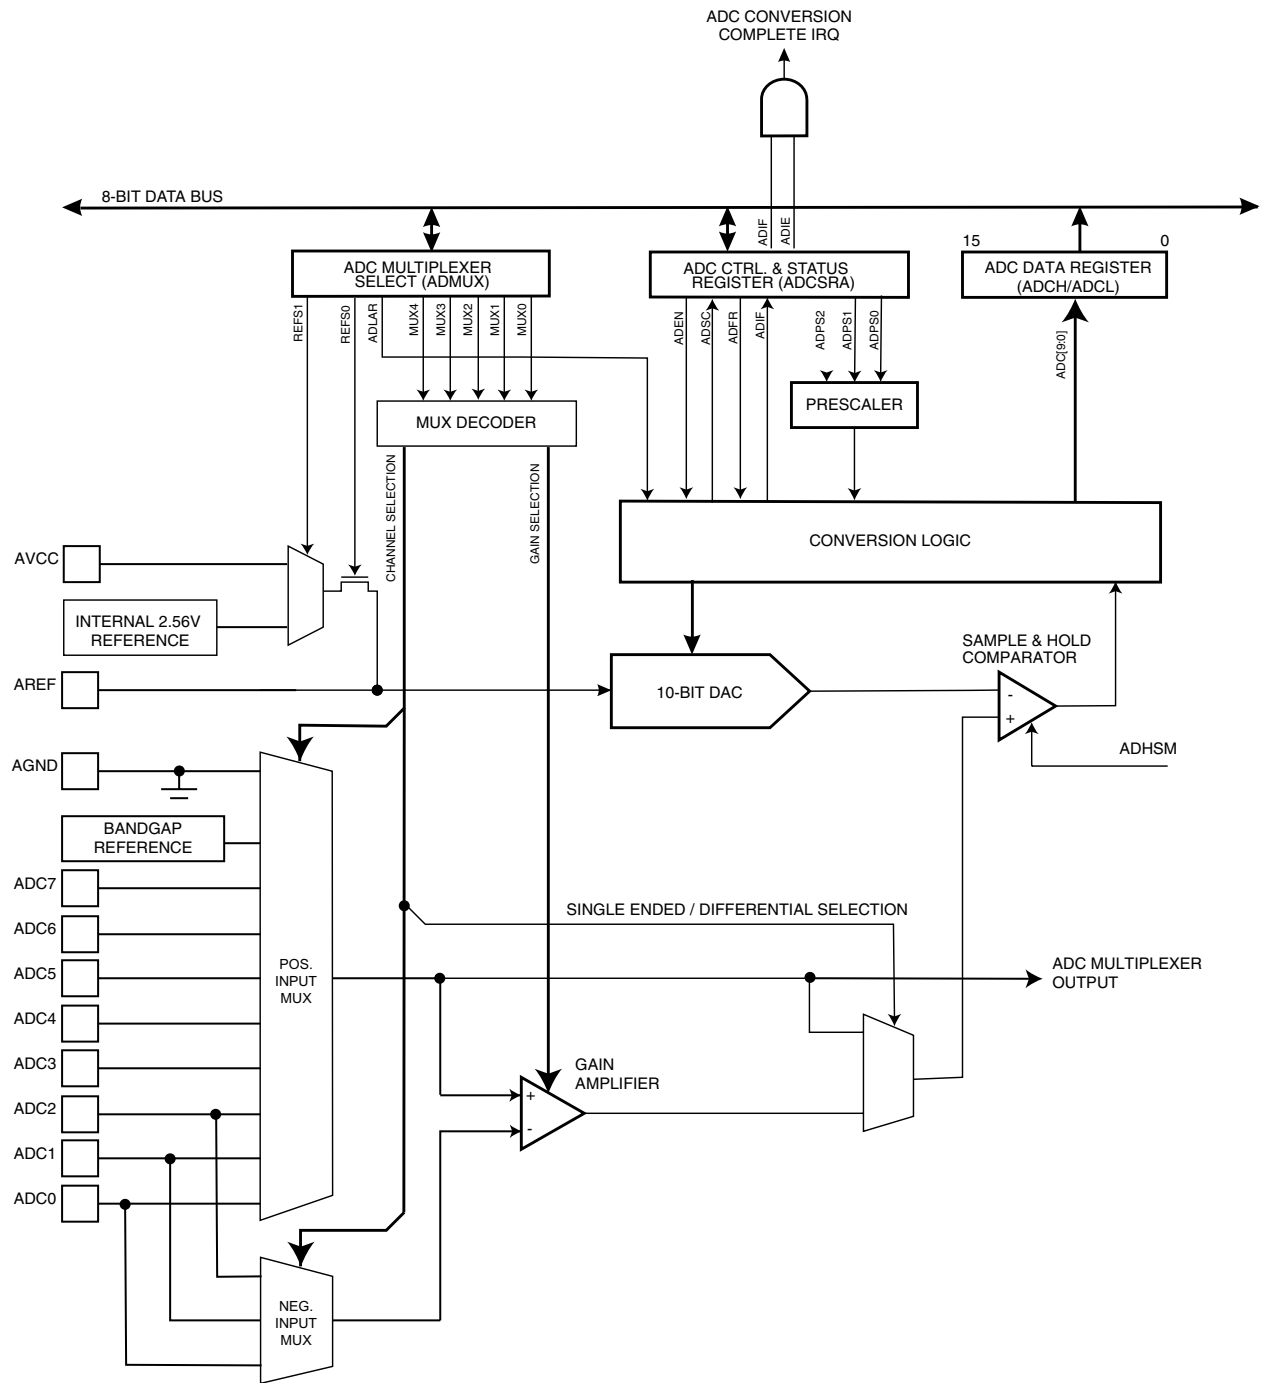 ADC CONVERSION
COMPLETE IRQ
8-BIT DATA BUS
ADIF
ADIE
15
0
ADC MULTIPLEXER
SELECT (ADMUX)
ADC CTRL. & STATUS
REGISTER (ADCSRA)
ADC DATA REGISTER
(ADCH/ADCL)
REFS1
REFS0
ADLAR
MUX4
MUX3
MUX2
MUX1
MUX0
ADEN
ADSC
ADFR
ADIF
ADPS2
ADPS1
ADPS0
ADC[9:0]
PRESCALER
MUX DECODER
CHANNEL SELECTION
GAIN SELECTION
CONVERSION LOGIC
AVCC
INTERNAL 2.56V
REFERENCE
SAMPLE & HOLD
COMPARATOR
AREF
10-BIT DAC
-
+
ADHSM
AGND
BANDGAP
REFERENCE
ADC7
SINGLE ENDED / DIFFERENTIAL SELECTION
ADC6
ADC5
POS.
INPUT
MUX
ADC MULTIPLEXER
OUTPUT
ADC4
ADC3
GAIN
AMPLIFIER
+
-
ADC2
ADC1
ADC0
NEG.
INPUT
MUX